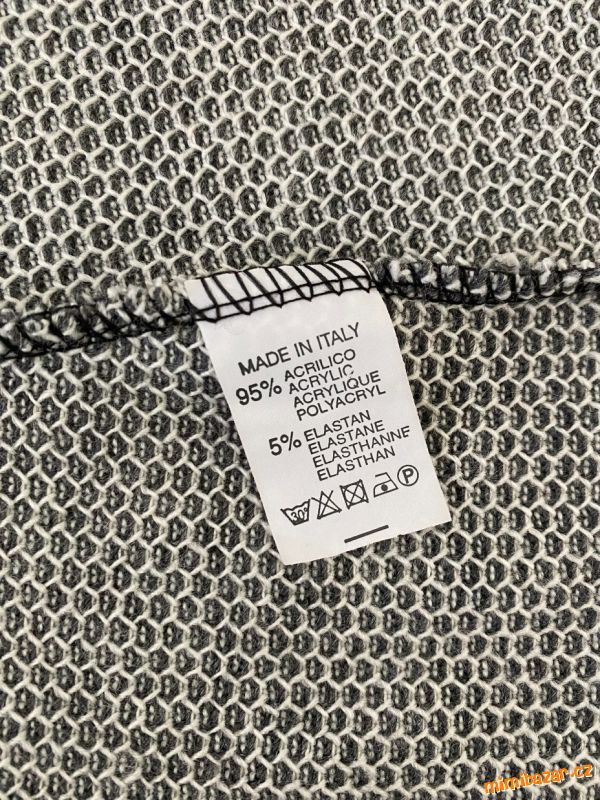 MADE IN ITALY
95% ACRILICO
ACRYLIC
ACRYLIQUE
POLYACRYL
5% ELASTAN
ELASTANE
ELASTHANNE
ELASTHAN
30° P
mimibazar.cz